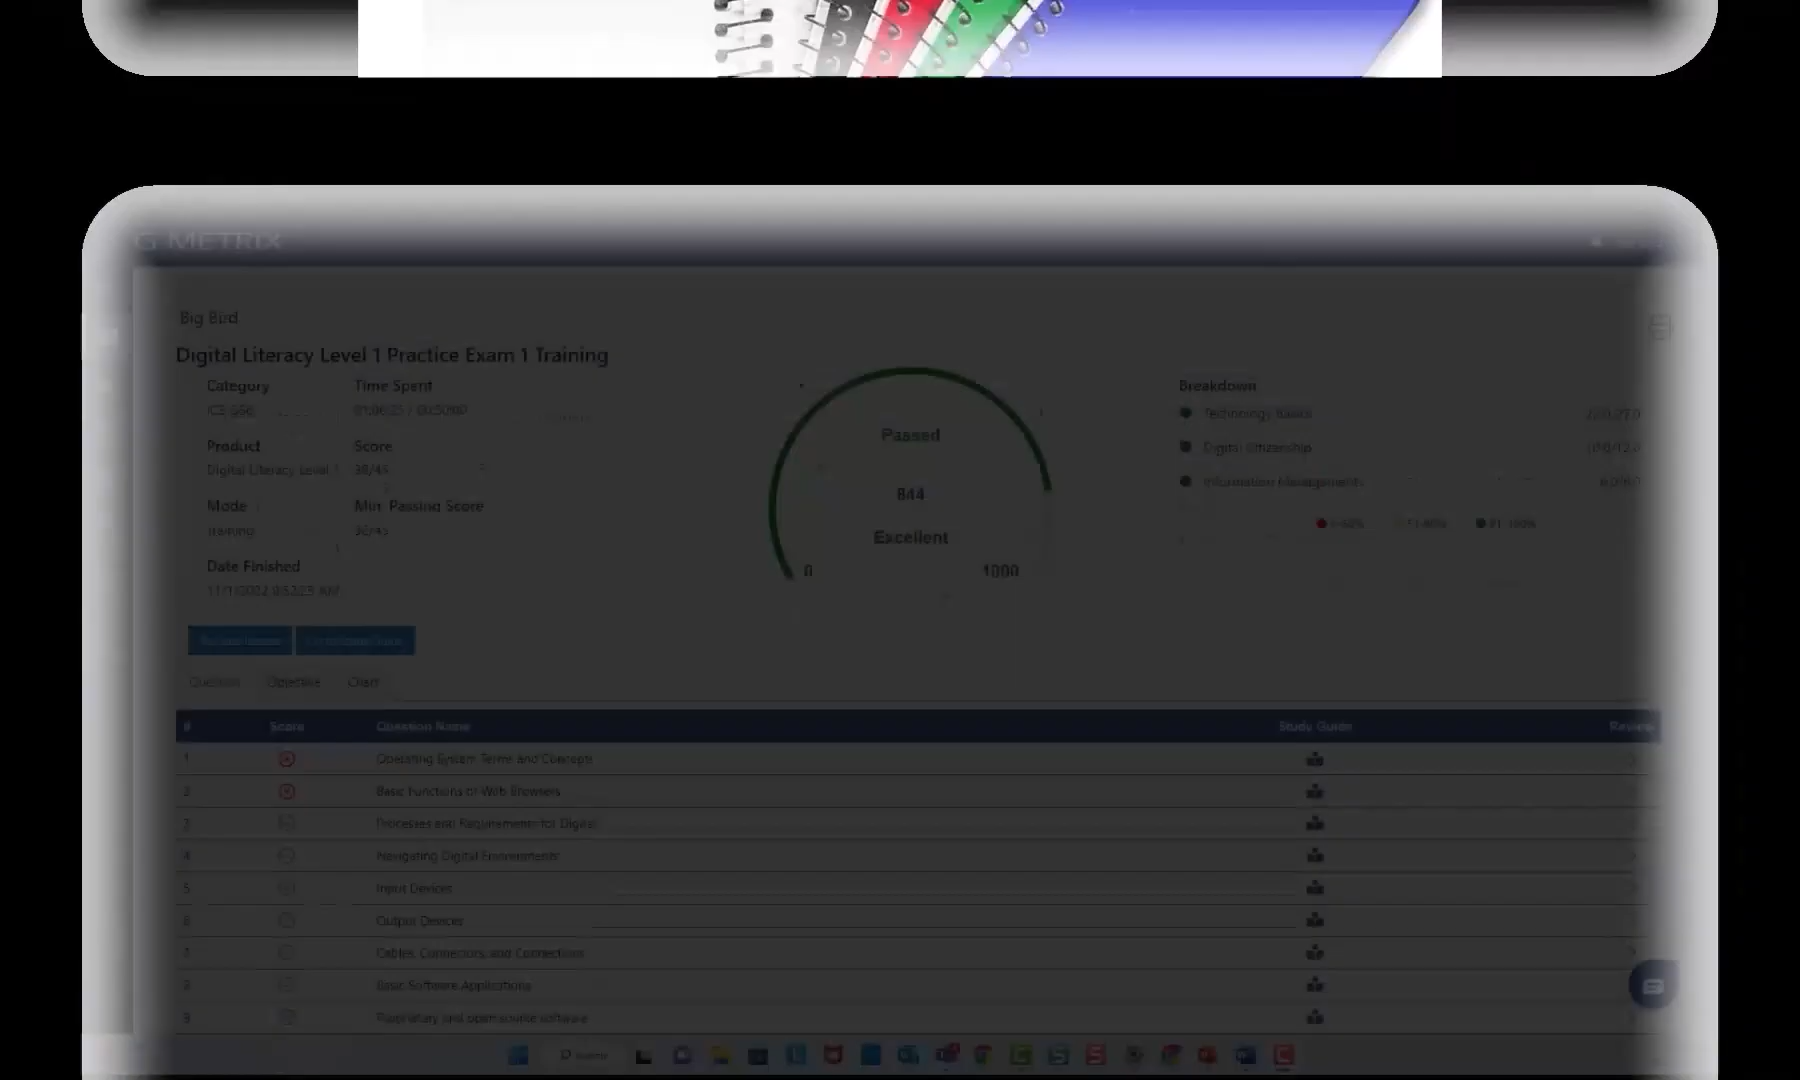 G METRIX
Big Bird
Digital Literacy Level 1 Practice Exam 1 Training
Category Time Spent
Product Score
Digital Literacy Level 1 38/45
Mode Min. Passing Score
Training 36/45
Date Finished
Passed
844
Excellent
0 1000
Breakdown
Technology Basics
Digital Citizenship
Information Management
Question Objective Chart
# Score Question Name Study Guide Review
1 Operating System Terms and Concepts
2 Basic Functions of Web Browsers
3 Processes and Requirements for Digital
4 Navigating Digital Environments
5 Input Devices
6 Output Devices
7 Cables, Connectors, and Connections
8 Basic Software Applications
9 Proprietary and open source software